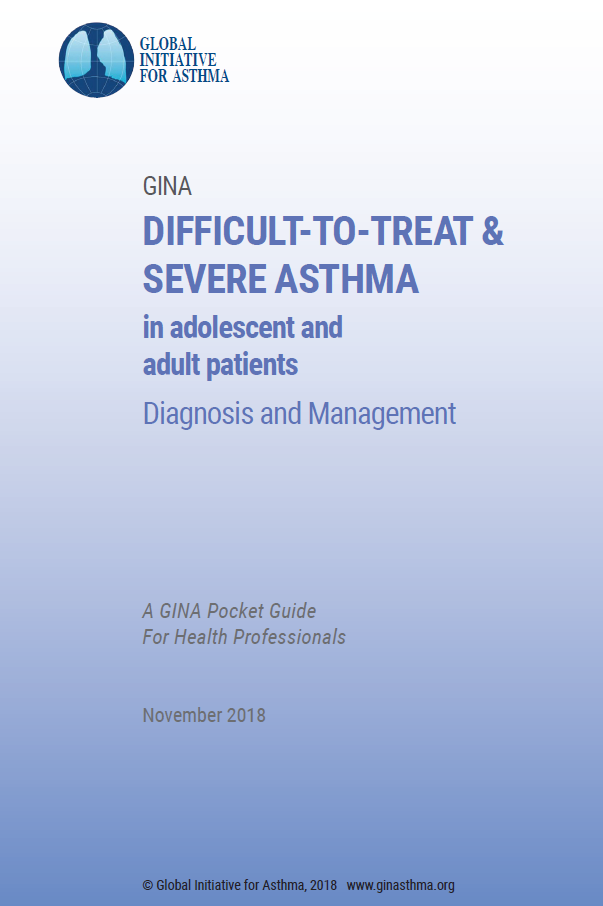 GLOBAL
INITIATIVE
FOR ASTHMA
GINA
DIFFICULT-TO-TREAT &
SEVERE ASTHMA
in adolescent and
adult patients
Diagnosis and Management
A GINA Pocket Guide
For Health Professionals
November 2018
© Global Initiative for Asthma, 2018 www.ginasthma.org